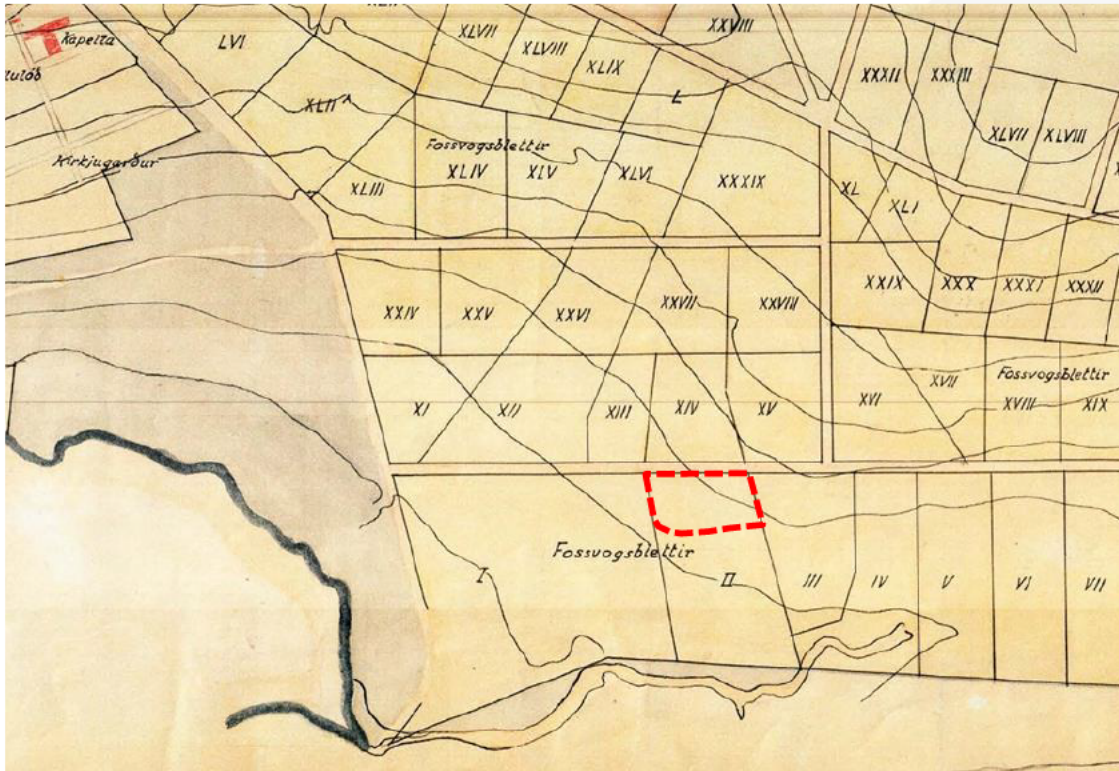 LVI
XLVII
XLVIII
XLIX
XXVIII
Kapella
XXXII
XXXIII
XLII^A
L
XLVII
XLVIII
Kirkjugarður
Fossvogsblettir
XLIII
XLIV
XLV
XLVI
XXXIX
XL
XLI
XXIV
XXV
XXVI
XXVII
XXVIII
XXIX
XXX
XXXI
XXXII
XI
XII
XIII
XIV
XV
XVI
XVII
Fossvogsblettir
XVIII
XIX
Fossvogsblettir
I
II
III
IV
V
VI
VII